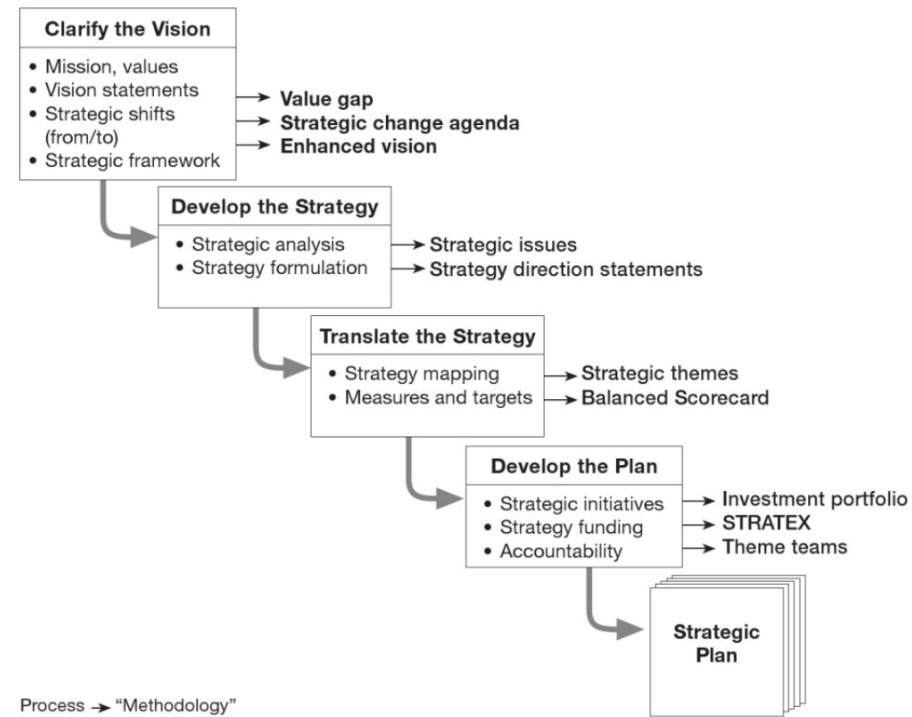 Clarify the Vision
• Mission, values
• Vision statements
• Strategic shifts
(from/to)
• Strategic framework
Value gap
Strategic change agenda
Enhanced vision
Develop the Strategy
• Strategic analysis
• Strategy formulation
Strategic issues
Strategy direction statements
Translate the Strategy
• Strategy mapping
• Measures and targets
Strategic themes
Balanced Scorecard
Develop the Plan
• Strategic initiatives
• Strategy funding
• Accountability
Investment portfolio
STRATEX
Theme teams
Strategic
Plan
Process → “Methodology”